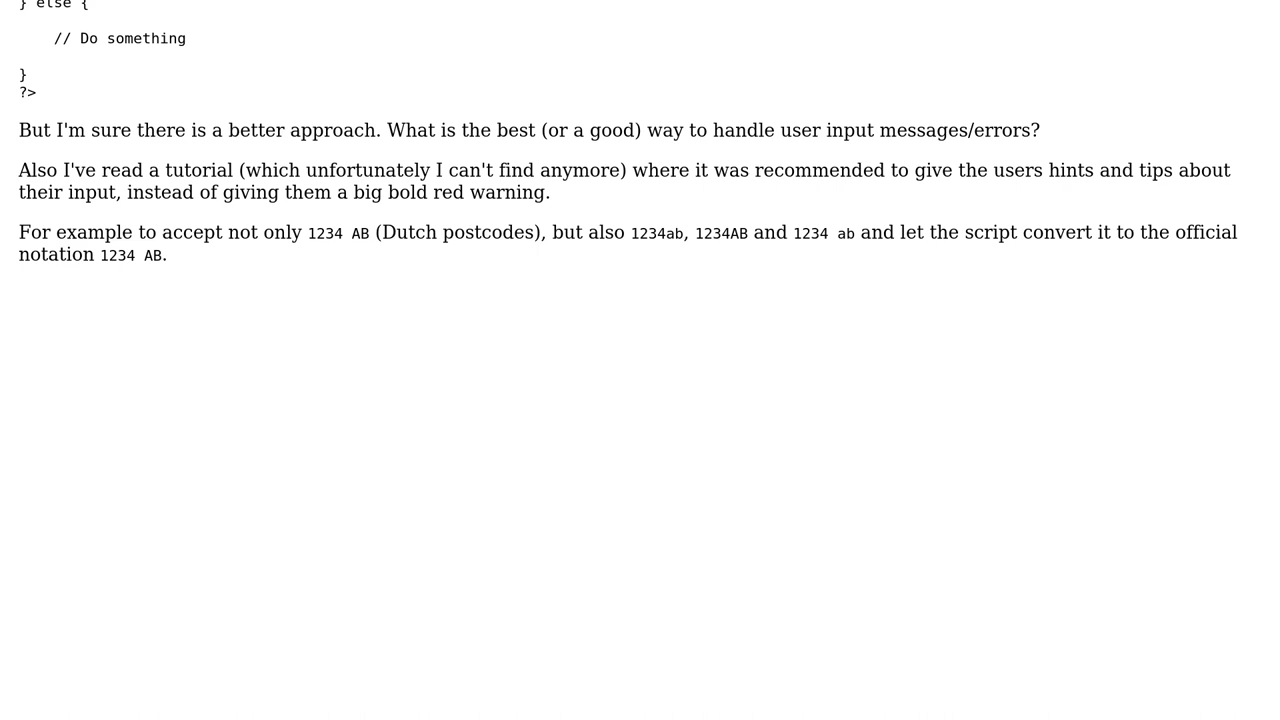 } else {
// Do something
}
?>
But I'm sure there is a better approach. What is the best (or a good) way to handle user input messages/errors?
Also I've read a tutorial (which unfortunately I can't find anymore) where it was recommended to give the users hints and tips about
their input, instead of giving them a big bold red warning.
For example to accept not only 1234 AB (Dutch postcodes), but also 1234ab, 1234AB and 1234 ab and let the script convert it to the official
notation 1234 AB.